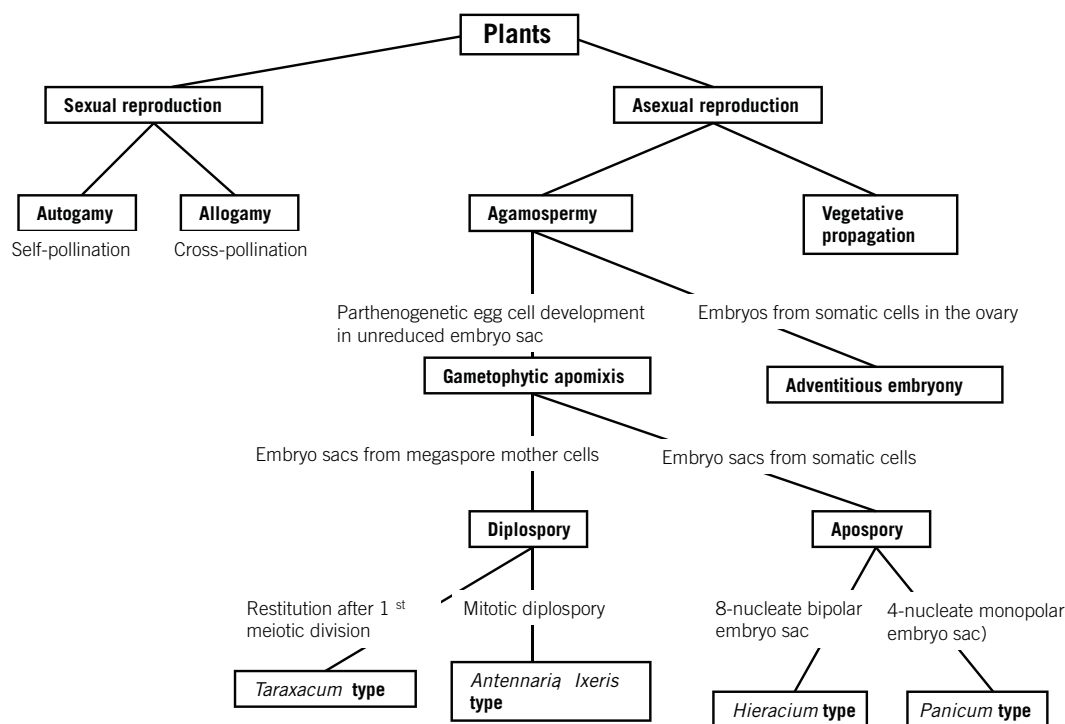 Plants
Sexual reproduction
Asexual reproduction
Autogamy
Allogamy
Agamospermy
Vegetative
propagation
Self-pollination
Cross-pollination
Parthenogenetic egg cell development
in unreduced embryo sac
Embryos from somatic cells in the ovary
Gametophytic apomixis
Adventitious embryony
Embryo sacs from megaspore mother cells
Embryo sacs from somatic cells
Diplospory
Apospory
Restitution after 1 st
meiotic division
Mitotic diplospory
8-nucleate bipolar
embryo sac
4-nucleate monopolar
embryo sac)
Taraxacum type
Antennaria, Ixeris
type
Hieracium type
Panicum type